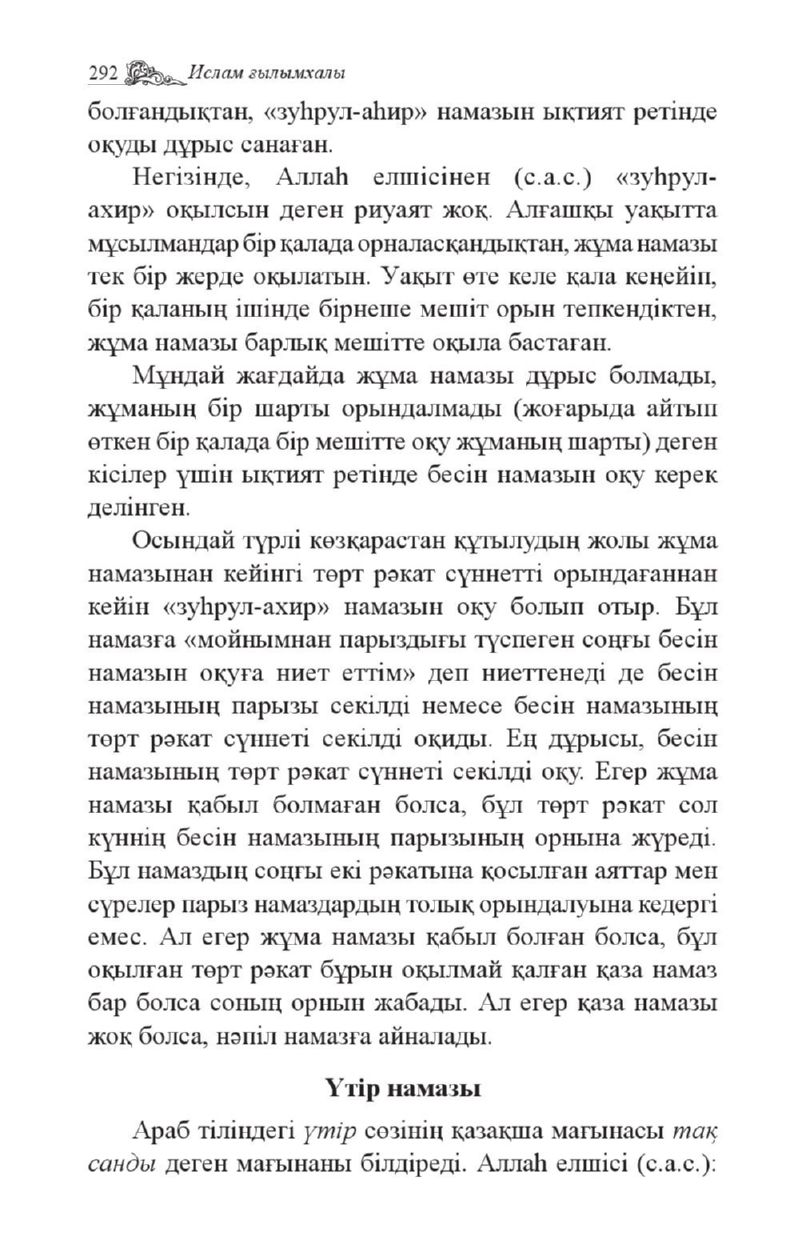 292 Ислам ғылымхалы
болғандықтан, «зуһрул-аһир» намазын ықтият ретінде
оқуды дұрыс санаған.
Негізінде, Аллаһ елшісінен (с.а.с.) «зуһрул-
ахир» оқылсын деген риуаят жоқ. Алғашқы уақытта
мұсылмандар бір қалада орналасқандықтан, жұма намазы
тек бір жерде оқылатын. Уақыт өте келе қала кеңейіп,
бір қаланың ішінде бірнеше мешіт орын тепкендіктен,
жұма намазы барлық мешітте оқыла бастаған.
Мұндай жағдайда жұма намазы дұрыс болмады,
жұманың бір шарты орындалмады (жоғарыда айтып
өткен бір қалада бір мешітте оқу жұманың шарты) деген
кісілер үшін ықтият ретінде бесін намазын оқу керек
делінген.
Осындай түрлі көзқарастан құтылудың жолы жұма
намазынан кейінгі төрт рәкат сүннетті орындағаннан
кейін «зуһрул-ахир» намазын оқу болып отыр. Бұл
намазға «мойнымнан парыздығы түспеген соңғы бесін
намазын оқуға ниет еттім» деп ниеттенеді де бесін
намазының парызы секілді немесе бесін намазының
төрт рәкат сүннеті секілді оқиды. Ең дұрысы, бесін
намазының төрт рәкат сүннеті секілді оқу. Егер жұма
намазы қабыл болмаған болса, бұл төрт рәкат сол
күннің бесін намазының парызының орнына жүреді.
Бұл намаздың соңғы екі рәкатына қосылған аяттар мен
сүрелер парыз намаздардың толық орындалуына кедергі
емес. Ал егер жұма намазы қабыл болған болса, бұл
оқылған төрт рәкат бұрын оқылмай қалған қаза намаз
бар болса соның орнын жабады. Ал егер қаза намазы
жоқ болса, нәпіл намазға айналады.
Үтір намазы
Араб тіліндегі үтір сөзінің қазақша мағынасы тақ
санды деген мағынаны білдіреді. Аллаһ елшісі (с.а.с.):